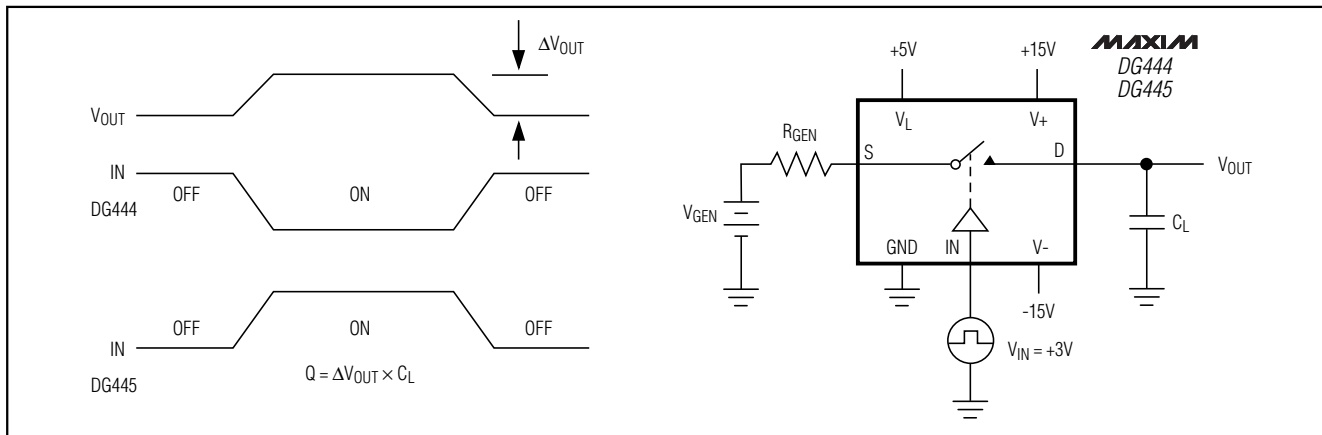 ΔVOUT
VOUT
IN
OFF ON OFF
DG444
OFF ON OFF
IN
DG445
Q = ΔVOUT × CL
MAXIM
DG444
DG445
+5V +15V
VL V+
RGEN
S D
VOUT
VGEN
CL
GND IN V-
-15V
VIN = +3V